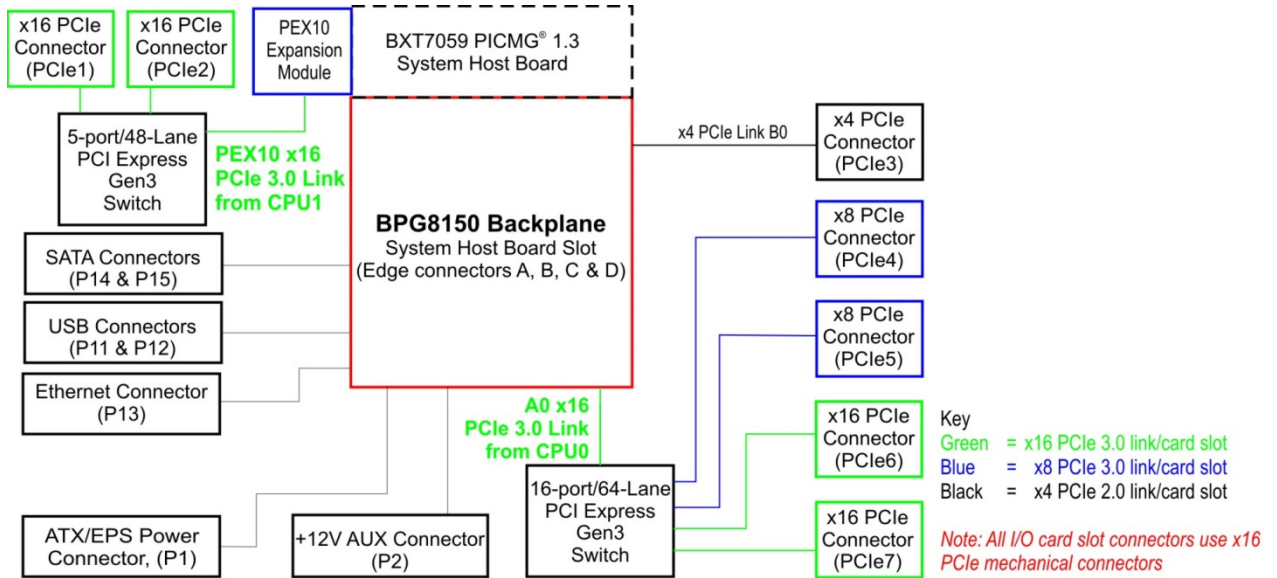 x16 PCIe
Connector
(PCIe1)
x16 PCIe
Connector
(PCIe2)
PEX10
Expansion
Module
BXT7059 PICMG® 1.3
System Host Board
5-port/48-Lane
PCI Express
Gen3
Switch
PEX10 x16
PCIe 3.0 Link
from CPU1
x4 PCIe Link B0
x4 PCIe
Connector
(PCIe3)
BPG8150 Backplane
System Host Board Slot
(Edge connectors A, B, C & D)
x8 PCIe
Connector
(PCIe4)
SATA Connectors
(P14 & P15)
USB Connectors
(P11 & P12)
x8 PCIe
Connector
(PCIe5)
Ethernet Connector
(P13)
A0 x16
PCIe 3.0 Link
from CPU0
x16 PCIe
Connector
(PCIe6)
Key
Green = x16 PCIe 3.0 link/card slot
Blue = x8 PCIe 3.0 link/card slot
Black = x4 PCIe 2.0 link/card slot
16-port/64-Lane
PCI Express
Gen3
Switch
ATX/EPS Power
Connector, (P1)
+12V AUX Connector
(P2)
x16 PCIe
Connector
(PCIe7)
Note: All I/O card slot connectors use x16
PCIe mechanical connectors